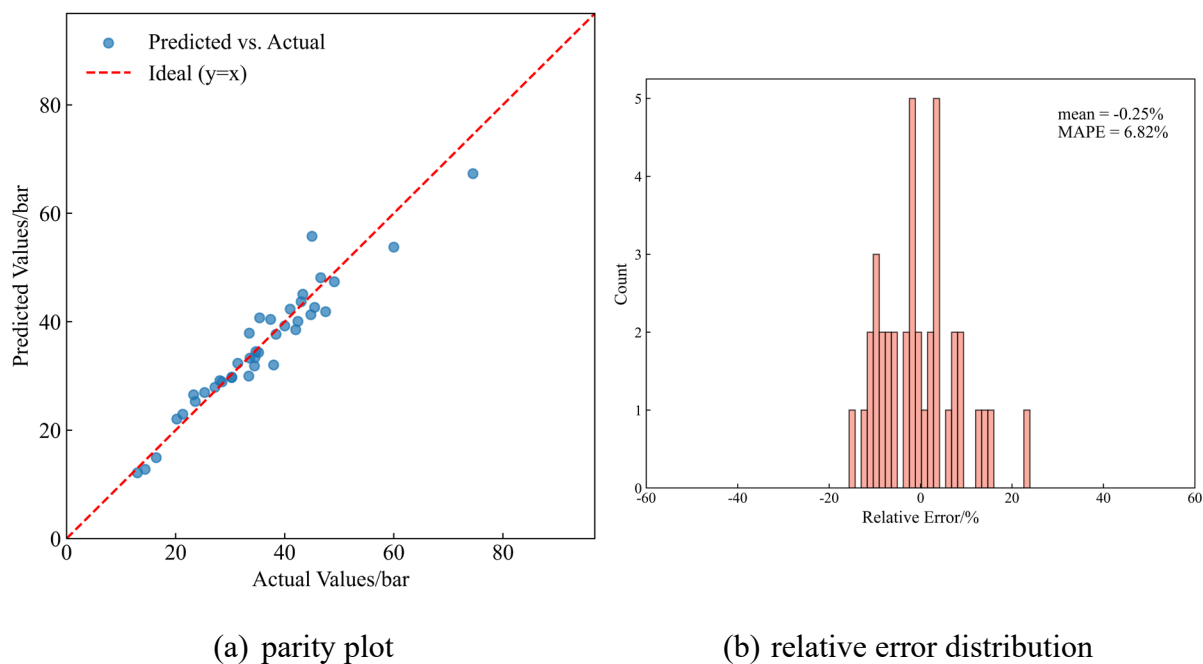 Predicted vs. Actual
Ideal (y=x)
Predicted Values/bar
80
60
40
20
0
0 20 40 60 80
Actual Values/bar
(a) parity plot
mean = -0.25%
MAPE = 6.82%
Count
5
4
3
2
1
0
-60 -40 -20 0 20 40 60
Relative Error/%
(b) relative error distribution